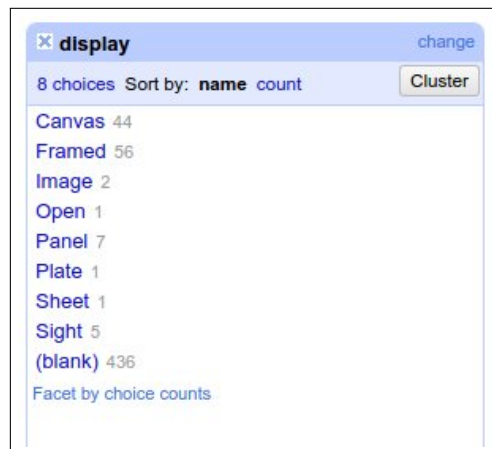 display change
8 choices Sort by: name count Cluster
Canvas 44
Framed 56
Image 2
Open 1
Panel 7
Plate 1
Sheet 1
Sight 5
(blank) 436
Facet by choice counts